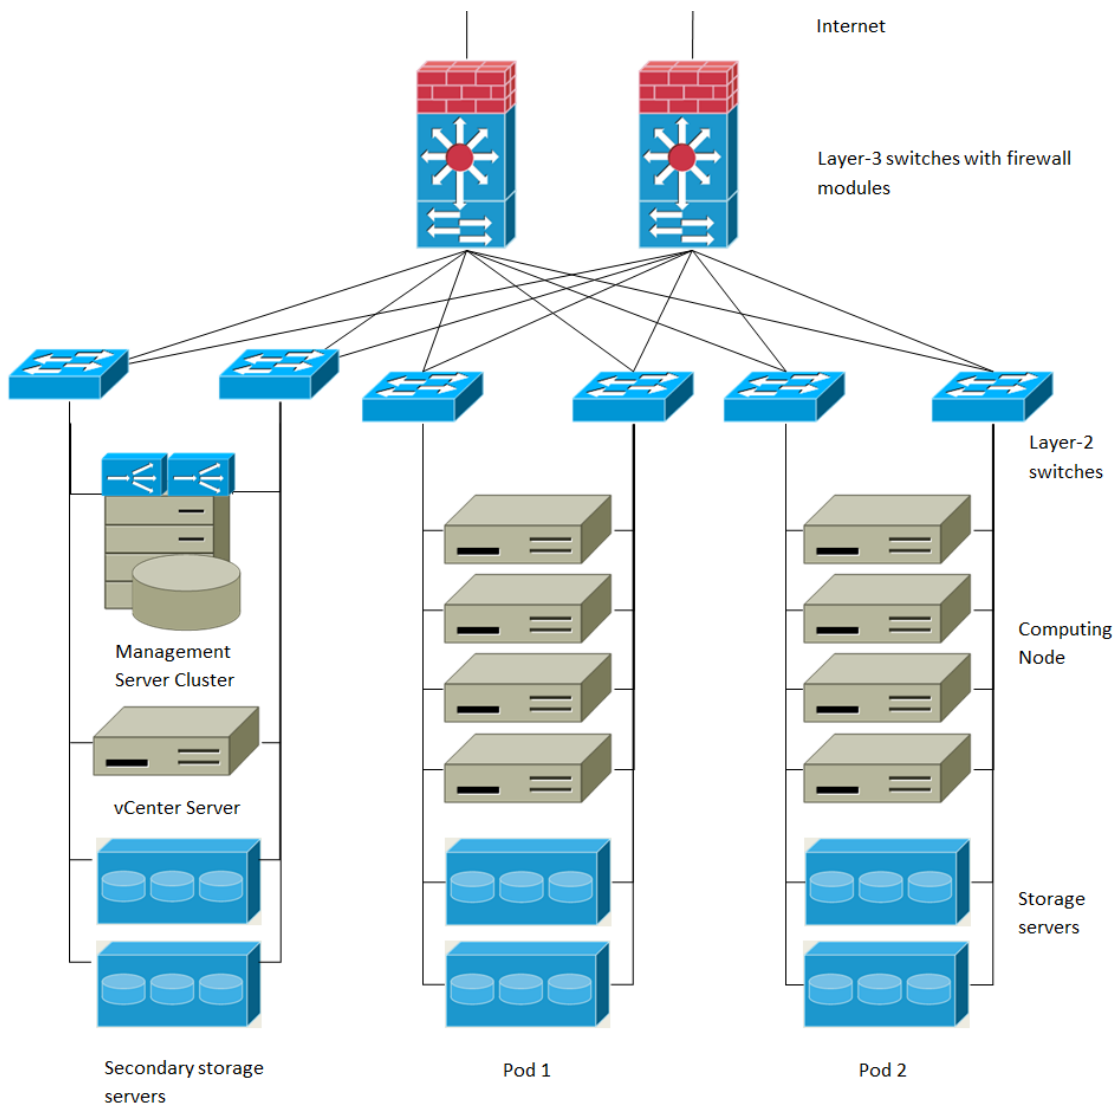 Internet
Layer-3 switches with firewall
modules
Layer-2
switches
Management
Server Cluster
Computing
Node
vCenter Server
Storage
servers
Secondary storage
servers
Pod 1
Pod 2